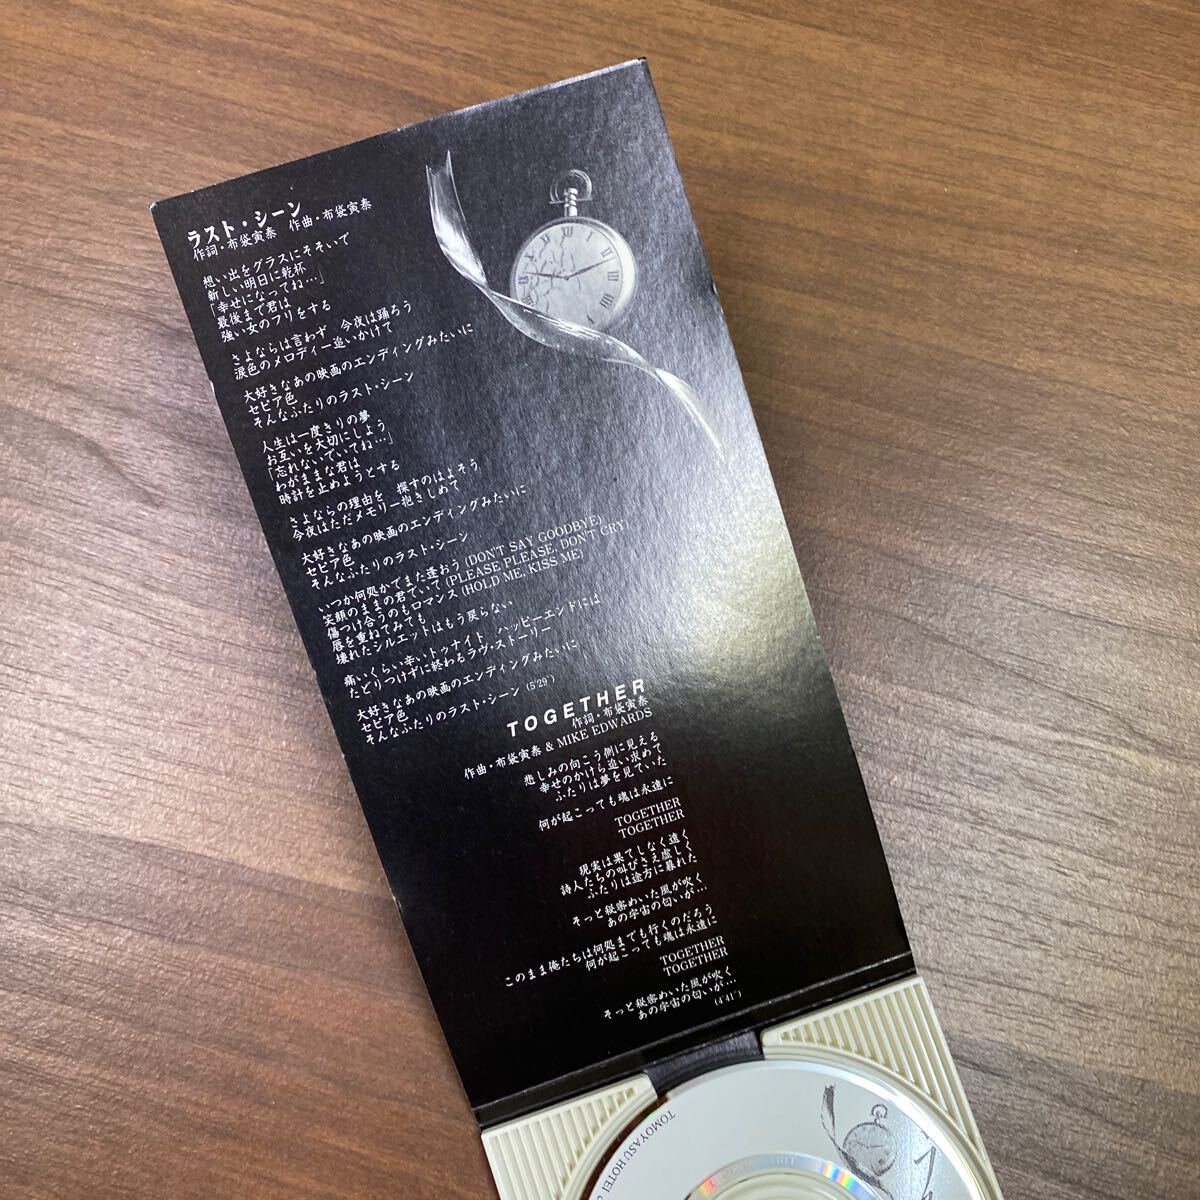 ラスト・シーン
作詞・布袋寅泰 作曲・布袋寅泰
想い出をグラスにそそいで
新しい明日に乾杯…
「幸せになってね…」
最後まで君は
強い女のフリをする
さよならは言わず 今夜は踊ろう
涙色のメロディー追いかけて
大好きなあの映画のエンディングみたいに
セピア色
そんなふたりのラスト・シーン
人生は一度きりの夢
お互いを大切にしよう
「忘れないでいてね…」
わがままな君は
時計を止めようとする
さよならの理由を 探すのはよそう
今夜はただメモリー抱きしめて
大好きなあの映画のエンディングみたいに
セピア色
そんなふたりのラスト・シーン
いつか何処かでまた逢おう (DON'T SAY GOODBYE)
笑顔のままの君でいて (PLEASE PLEASE, DON'T CRY)
傷つけ合うのもロマンス (HOLD ME, KISS ME)
唇を重ねてみても
壊れたシルエットはもう戻らない
痛いくらい辛いトゥナイト ハッピーエンドには
たどりつけずに終わるラヴ・ストーリー
大好きなあの映画のエンディングみたいに
セピア色
そんなふたりのラスト・シーン (5'29")
TOGETHER
作詞・布袋寅泰
作曲・布袋寅泰 & MIKE EDWARDS
悲しみの向こう側に見える
幸せのかけら追い求めて
ふたりは夢を見ていた
何が起こっても魂は永遠に
TOGETHER
TOGETHER
現実は果てしなく遠く
詩人たちの叫びさえ虚しく
ふたりは途方に暮れた
そっと秘密めいた風が吹く
あの宇宙の匂いが…
このまま俺たちは何処までも行くのだろう
何が起こっても魂は永遠に
TOGETHER
TOGETHER
そっと秘密めいた風が吹く
あの宇宙の匂いが…
(4'41")
TOMOYASU HOTEI